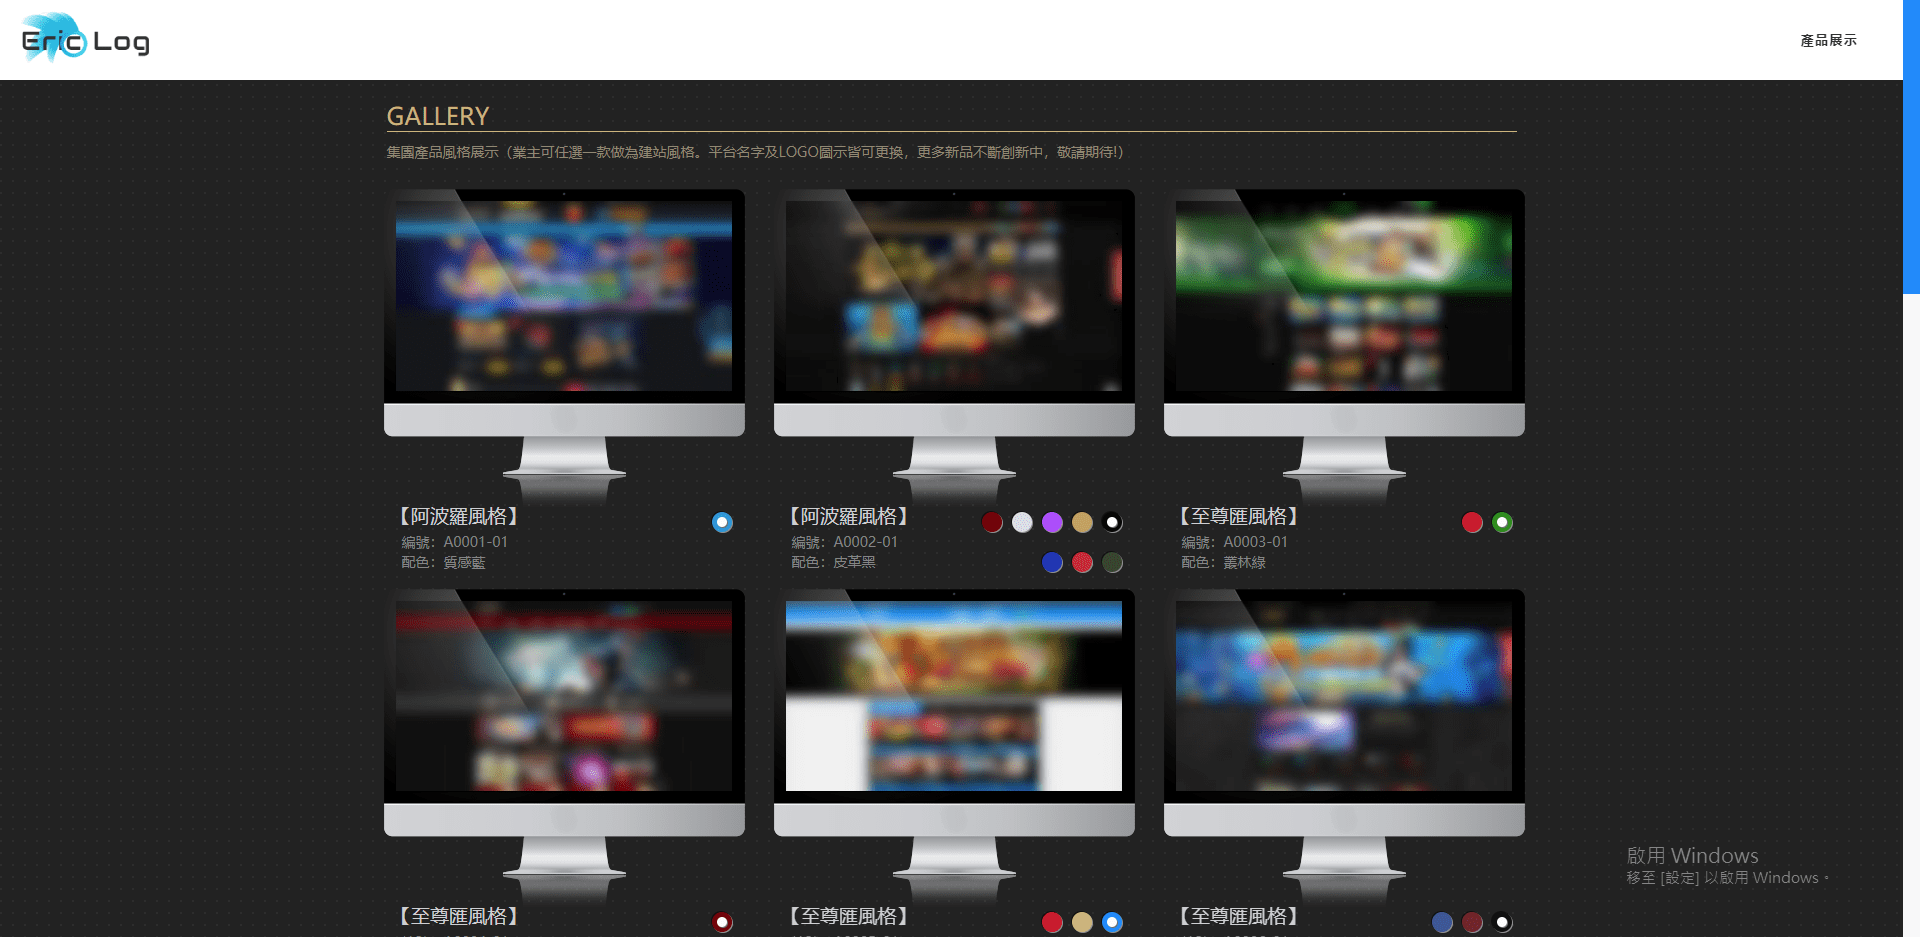 Eric Log
產品展示
GALLERY
集團產品風格展示（業主可任選一款做為建站風格。平台名字及LOGO圖示皆可更換，更多新品不斷創新中，敬請期待!）
【阿波羅風格】
編號：A0001-01
配色：質感藍
【阿波羅風格】
編號：A0002-01
配色：皮革黑
【至尊匯風格】
編號：A0003-01
配色：叢林綠
【至尊匯風格】
【至尊匯風格】
【至尊匯風格】
啟用 Windows
移至 [設定] 以啟用 Windows。